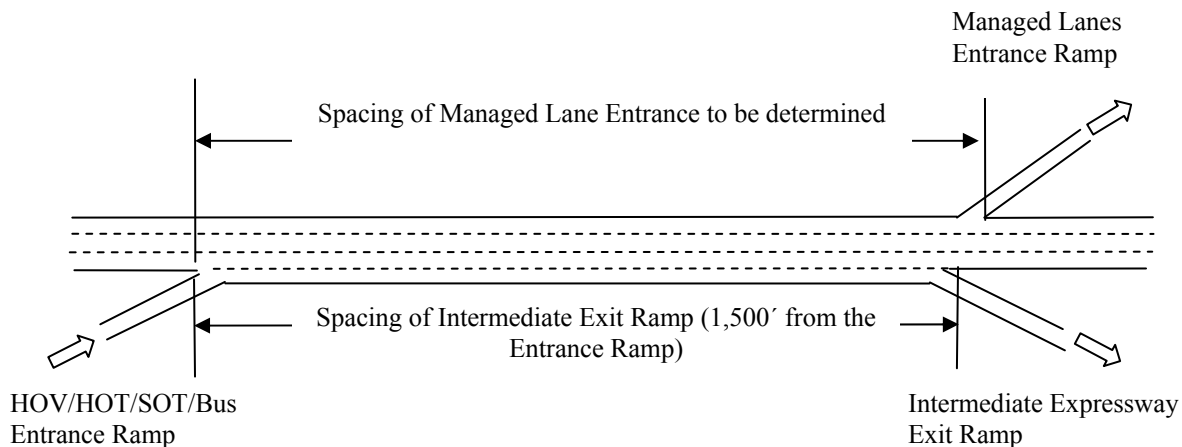 Managed Lanes
Entrance Ramp
Spacing of Managed Lane Entrance to be determined
Spacing of Intermediate Exit Ramp (1,500´ from the
Entrance Ramp)
HOV/HOT/SOT/Bus
Entrance Ramp
Intermediate Expressway
Exit Ramp